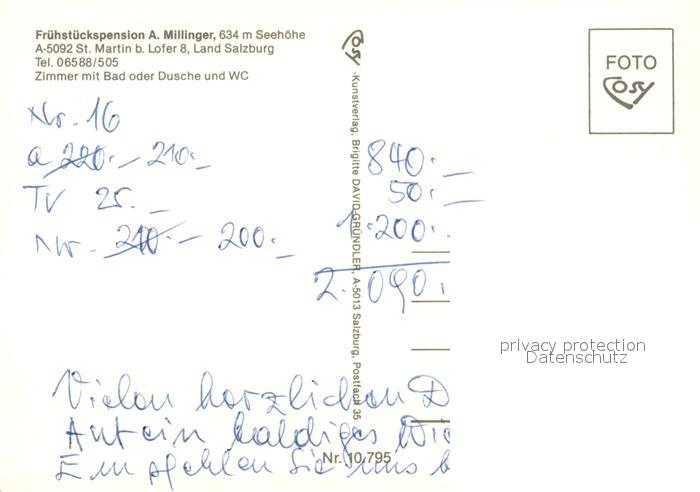 Frühstückspension A. Millinger, 634 m Seehöhe
A-5092 St. Martin b. Lofer 8, Land Salzburg
Tel. 06588/505
Zimmer mit Bad oder Dusche und WC
Cosy -Kunstverlag, Brigitte DAVID-GRÜNDLER, A-5013 Salzburg, Postfach 35
FOTO
Cosy
Nr. 16
a 220.- 210.-
TV 25.-
Nr. 210.- 200.-
840.-
50.-
1.200.-
2.090.
privacy protection
Datenschutz
Vielen herzlichen D
Auf ein baldiges Wie
Empfehlen Sie uns b
Nr. 10,795